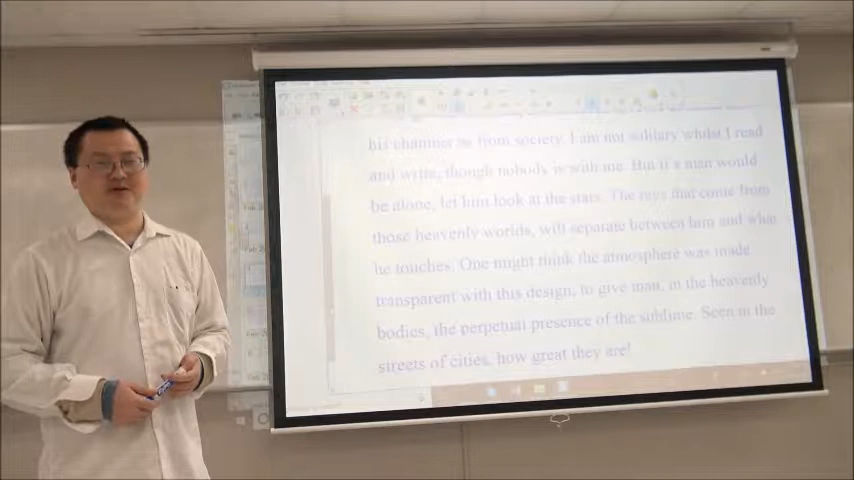 his chamber as from society. I am not solitary whilst I read
and write, though nobody is with me. But if a man would
be alone, let him look at the stars. The rays that come from
those heavenly worlds, will separate between him and what
he touches. One might think the atmosphere was made
transparent with this design, to give man, in the heavenly
bodies, the perpetual presence of the sublime. Seen in the
streets of cities, how great they are!